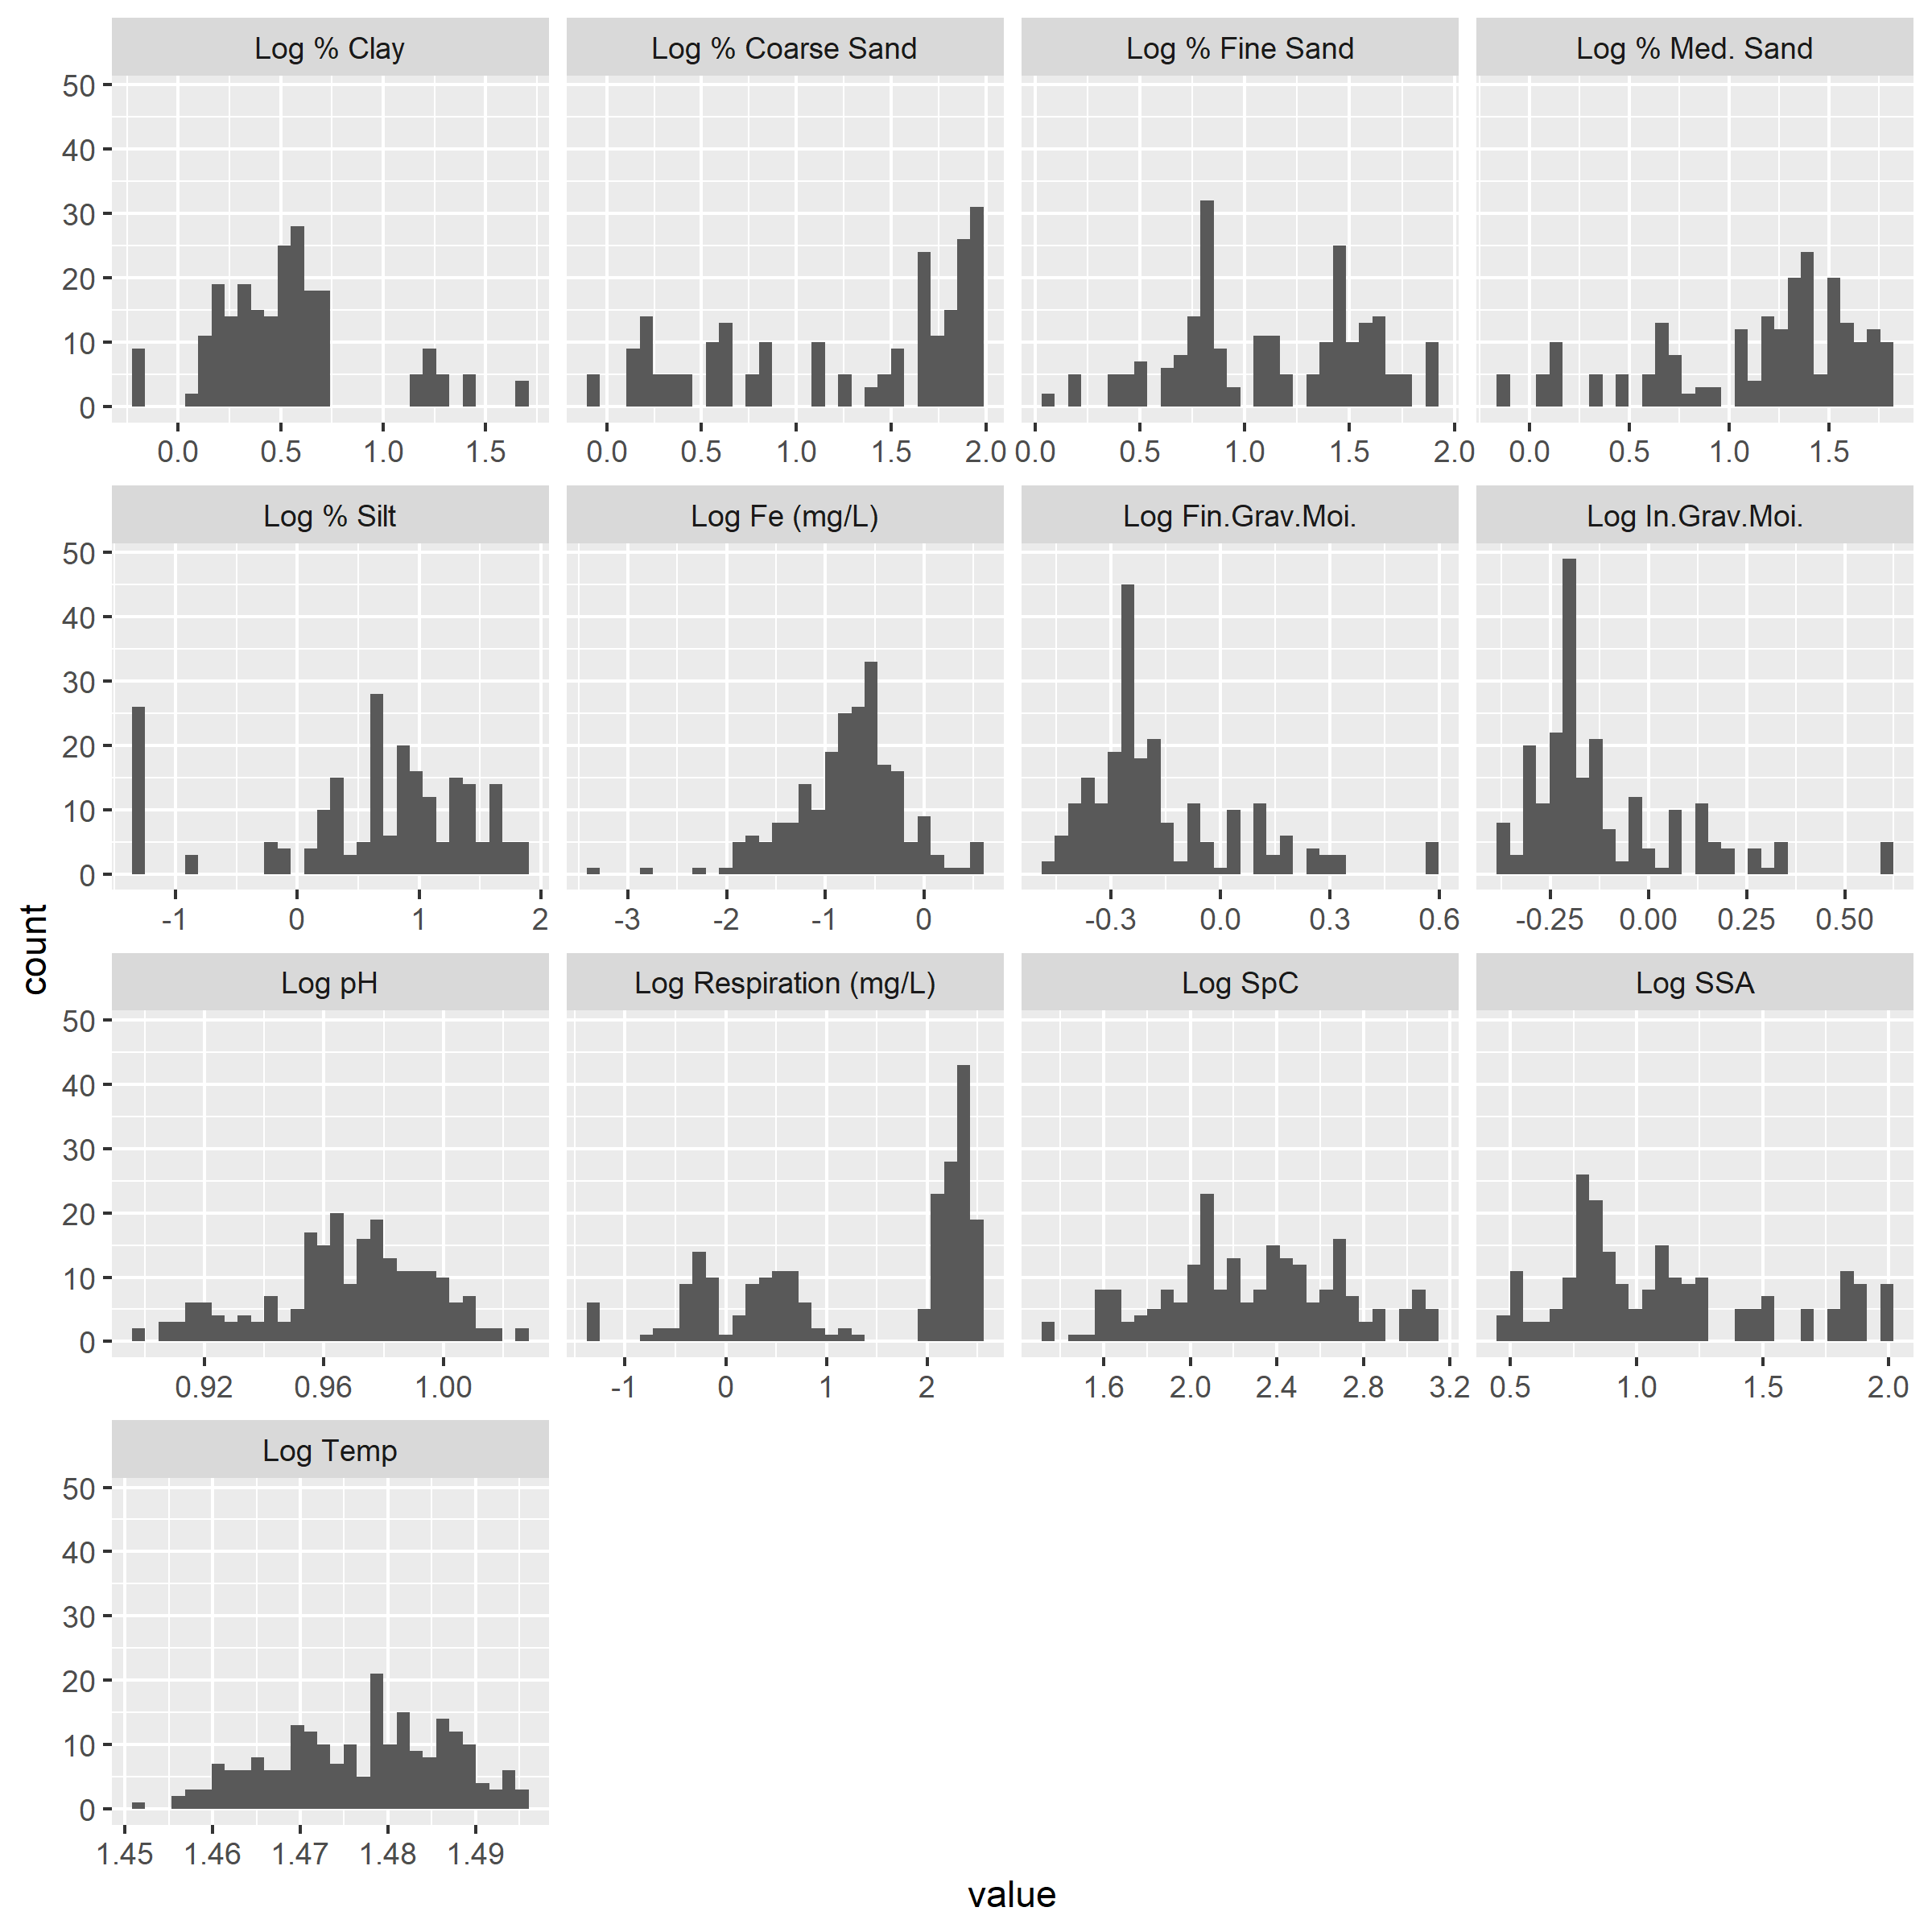 Log % Clay Log % Coarse Sand Log % Fine Sand Log % Med. Sand
50
40
30
20
10
0
0.0 0.5 1.0 1.5 0.0 0.5 1.0 1.5 2.0 0.0 0.5 1.0 1.5 2.0 0.0 0.5 1.0 1.5
Log % Silt Log Fe (mg/L) Log Fin.Grav.Moi. Log In.Grav.Moi.
50
40
30
20
10
0
-1 0 1 2 -3 -2 -1 0 -0.3 0.0 0.3 0.6 -0.25 0.00 0.25 0.50
count
Log pH Log Respiration (mg/L) Log SpC Log SSA
50
40
30
20
10
0
0.92 0.96 1.00 -1 0 1 2 1.6 2.0 2.4 2.8 3.2 0.5 1.0 1.5 2.0
Log Temp
50
40
30
20
10
0
1.45 1.46 1.47 1.48 1.49
value